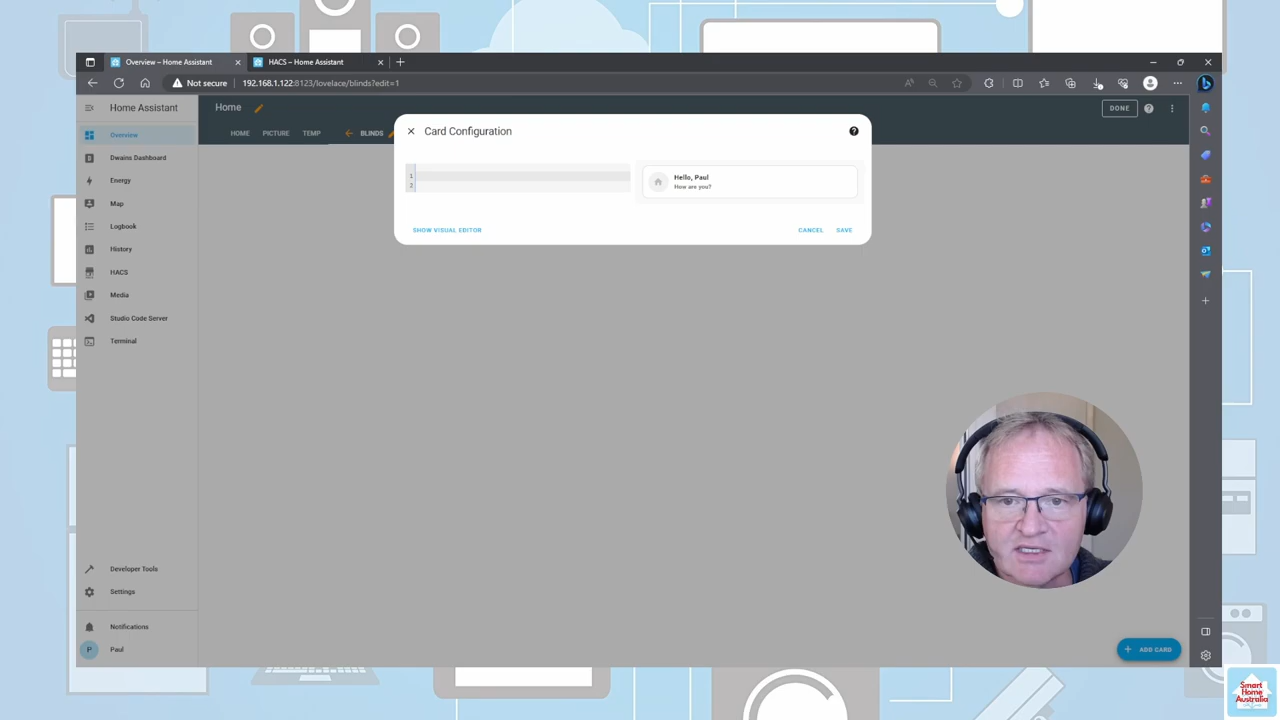 Overview – Home Assistant
HACS – Home Assistant
Not secure
192.168.1.122:8123/lovelace/blinds?edit=1
Home Assistant
Home
DONE
HOME
PICTURE
TEMP
BLINDS
Overview
Dwains Dashboard
Energy
Map
Logbook
History
HACS
Media
Studio Code Server
Terminal
Developer Tools
Settings
Notifications
P
Paul
Card Configuration
1
2
Hello, Paul
How are you?
SHOW VISUAL EDITOR
CANCEL
SAVE
ADD CARD
Smart
Home
Australia